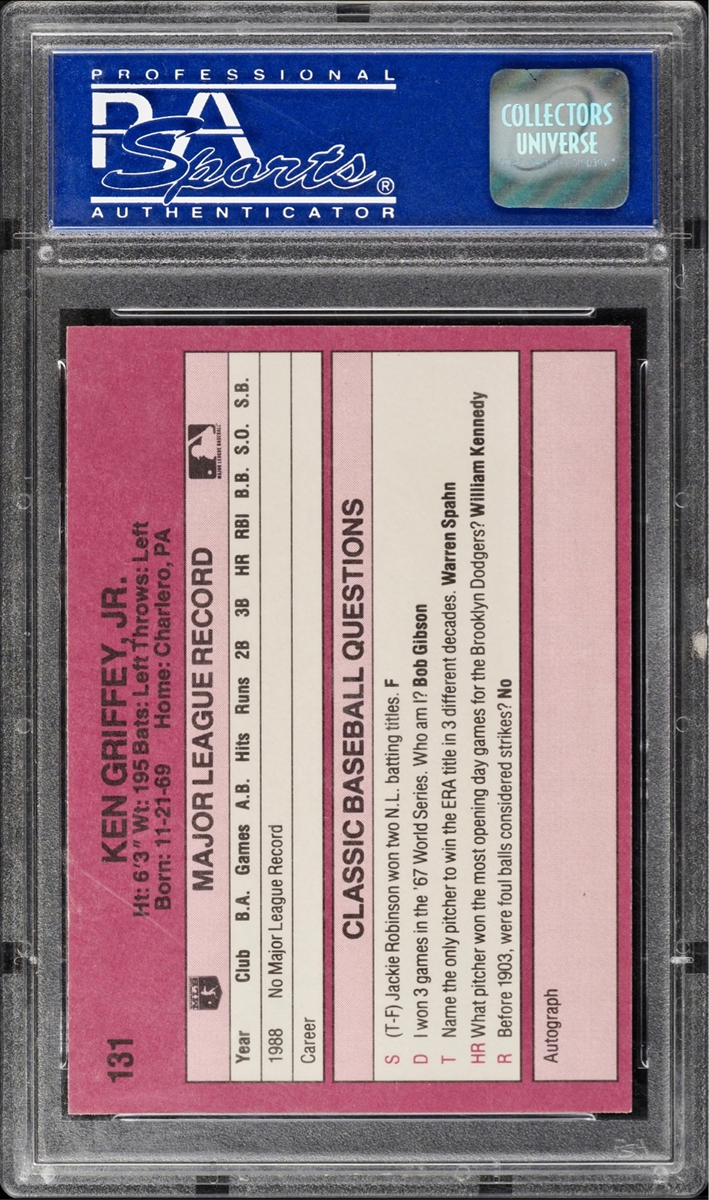 PROFESSIONAL
PSA
Sports®
AUTHENTICATOR
COLLECTORS
UNIVERSE
131
KEN GRIFFEY, JR.
Ht: 6'3" Wt: 195 Bats: Left Throws: Left
Born: 11-21-69 Home: Charlero, PA
MAJOR LEAGUE RECORD
MAJOR LEAGUE BASEBALL
Year Club B.A. Games A.B. Hits Runs 2B 3B HR RBI B.B. S.O. S.B.
1988 No Major League Record
Career
CLASSIC BASEBALL QUESTIONS
S (T-F) Jackie Robinson won two N.L. batting titles. F
D I won 3 games in the '67 World Series. Who am I? Bob Gibson
T Name the only pitcher to win the ERA title in 3 different decades. Warren Spahn
HR What pitcher won the most opening day games for the Brooklyn Dodgers? William Kennedy
R Before 1903, were foul balls considered strikes? No
Autograph